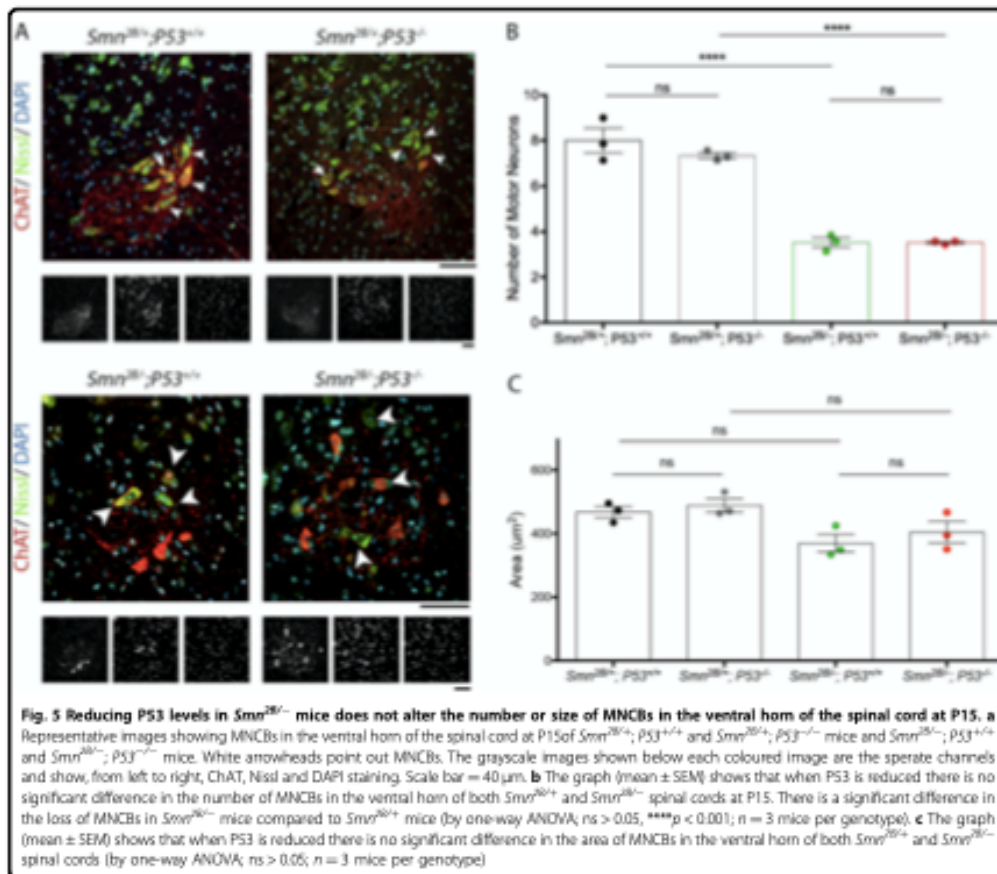 A
Smn2B/+;P53+/+
Smn2B/+;P53-/-
ChAT/ Nissl/ DAPI
Smn2B/-;P53+/+
Smn2B/-;P53-/-
ChAT/ Nissl/ DAPI
B
****
****
ns
ns
Number of Motor Neurons
10
8
6
4
2
0
Smn2B/+; P53+/+
Smn2B/+; P53-/-
Smn2B/-; P53+/+
Smn2B/-; P53-/-
C
ns
ns
ns
ns
Area (um2)
600
400
200
0
Smn2B/+; P53+/+
Smn2B/+; P53-/-
Smn2B/-; P53+/+
Smn2B/-; P53-/-
Fig. 5 Reducing P53 levels in Smn2B/− mice does not alter the number or size of MNCBs in the ventral horn of the spinal cord at P15. a
Representative images showing MNCBs in the ventral horn of the spinal cord at P15of Smn2B/+; P53+/+ and Smn2B/+; P53−/− mice and Smn2B/−; P53+/+
and Smn2B/−; P53−/− mice. White arrowheads point out MNCBs. The grayscale images shown below each coloured image are the sperate channels
and show, from left to right, ChAT, Nissl and DAPI staining. Scale bar = 40 μm. b The graph (mean ± SEM) shows that when P53 is reduced there is no
significant difference in the number of MNCBs in the ventral horn of both Smn2B/+ and Smn2B/− spinal cords at P15. There is a significant difference in
the loss of MNCBs in Smn2B/− mice compared to Smn2B/+ mice (by one-way ANOVA; ns > 0.05, ****p < 0.001; n = 3 mice per genotype). c The graph
(mean ± SEM) shows that when P53 is reduced there is no significant difference in the area of MNCBs in the ventral horn of both Smn2B/+ and Smn2B/−
spinal cords (by one-way ANOVA; ns > 0.05; n = 3 mice per genotype)